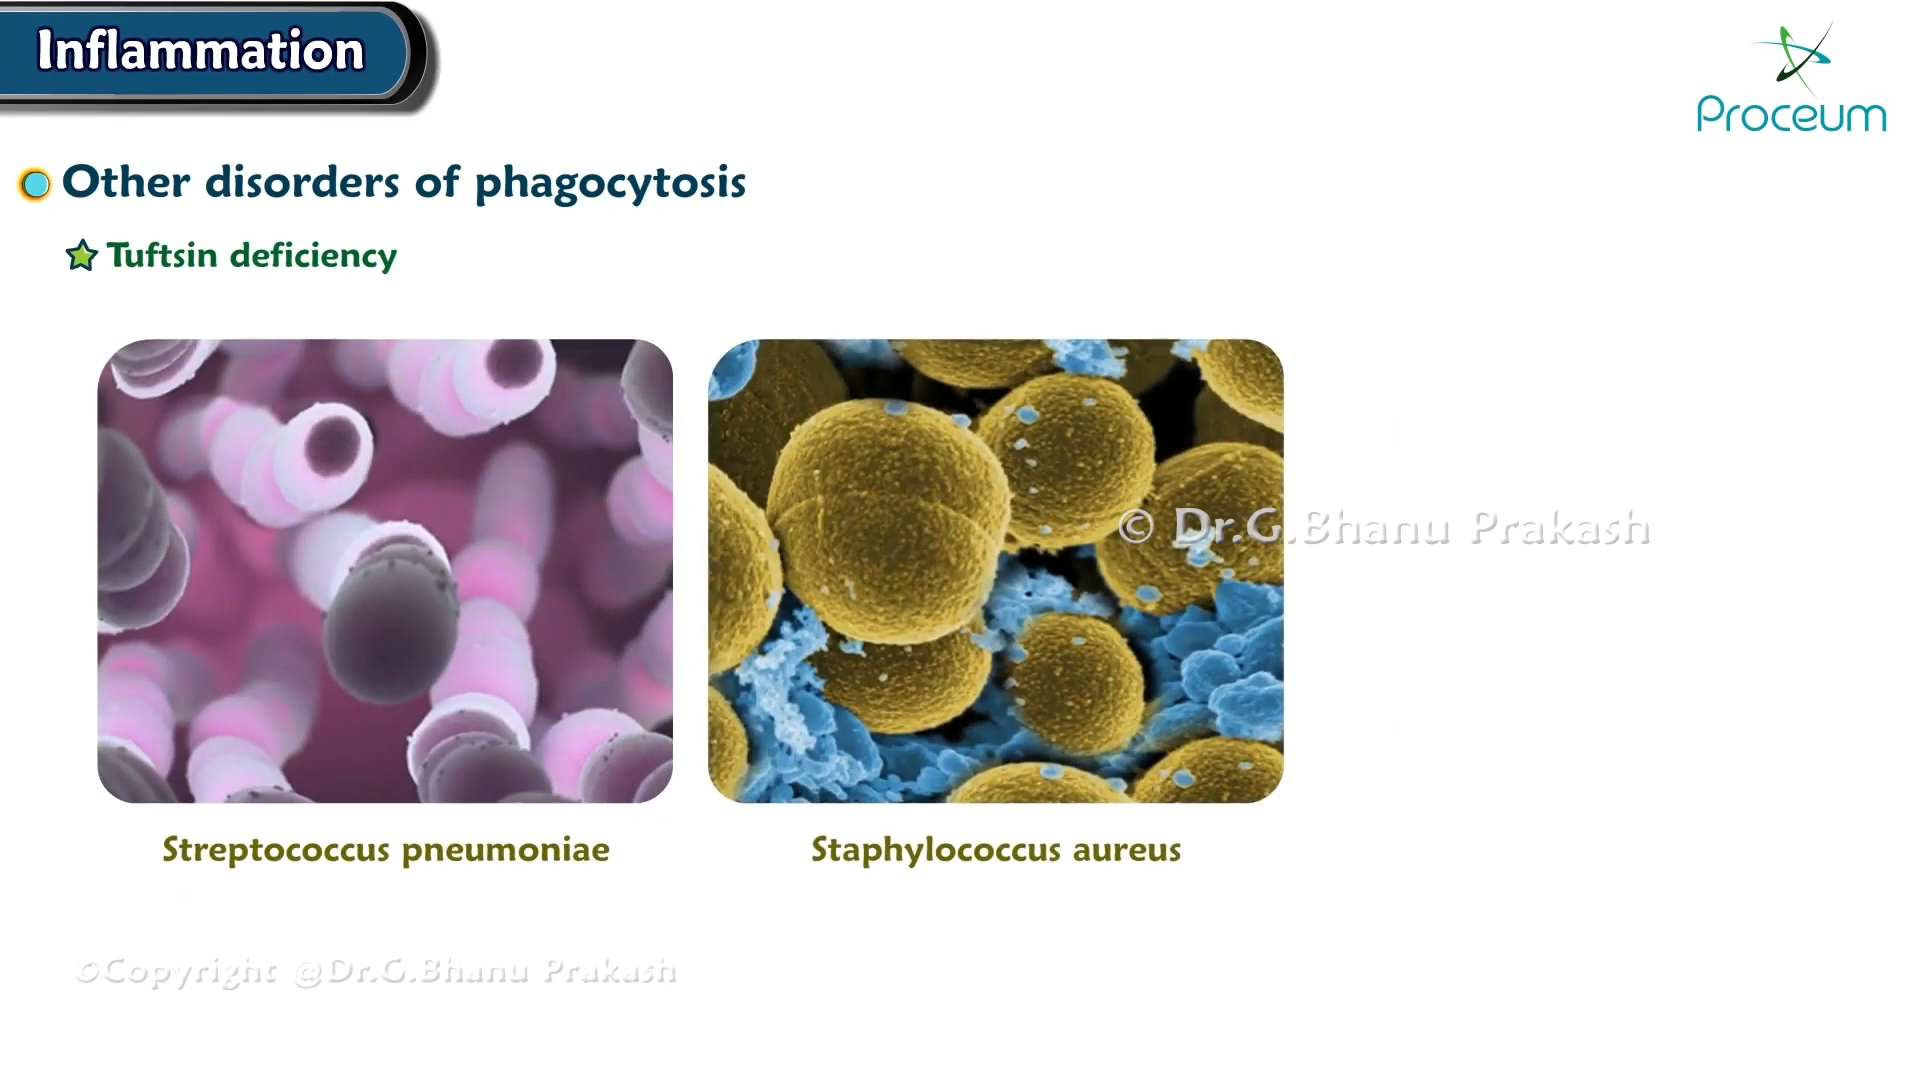 Inflammation
Proceum
Other disorders of phagocytosis
Tuftsin deficiency
© Dr.G.Bhanu Prakash
Streptococcus pneumoniae
Staphylococcus aureus
©Copyright @Dr.G.Bhanu Prakash